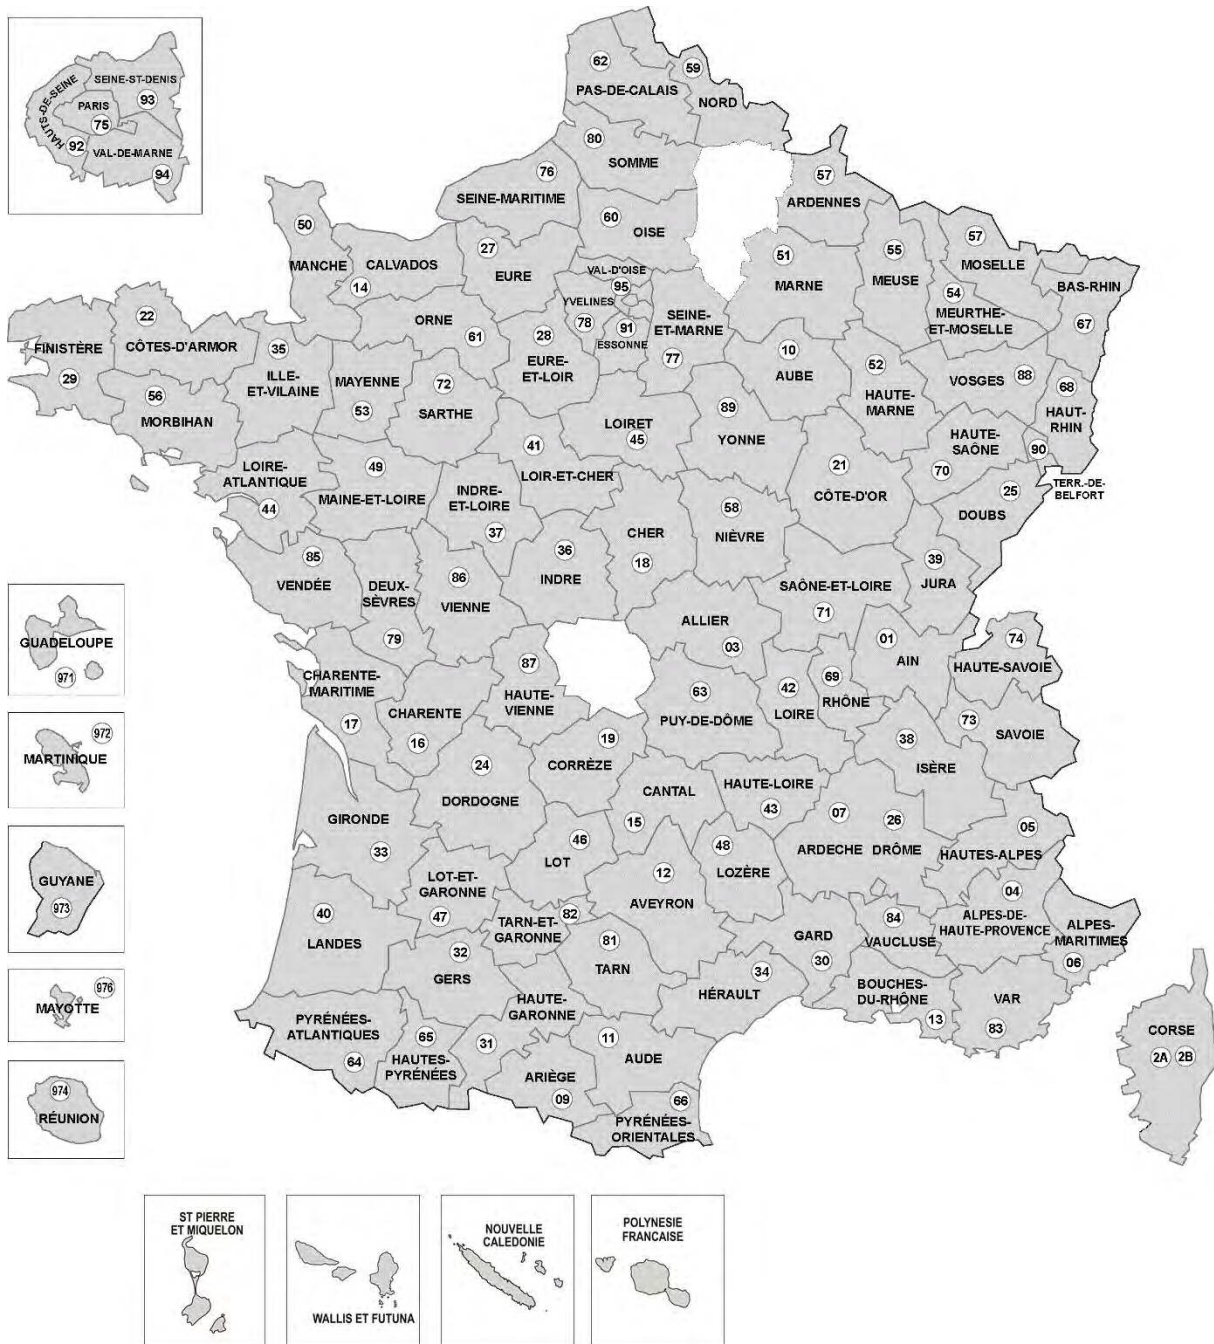 HAUTS-DE-SEINE
SEINE-ST-DENIS
93
PARIS
75
92
VAL-DE-MARNE
94
62
PAS-DE-CALAIS
59
NORD
80
SOMME
76
SEINE-MARITIME
60
OISE
57
ARDENNES
50
MANCHE
CALVADOS
14
27
EURE
VAL-D'OISE
95
YVELINES
78
91
ESSONNE
SEINE-
ET-MARNE
77
51
MARNE
55
MEUSE
57
MOSELLE
54
MEURTHE-
ET-MOSELLE
BAS-RHIN
67
22
CÔTES-D'ARMOR
FINISTÈRE
29
56
MORBIHAN
35
ILLE-
ET-VILAINE
ORNE
61
MAYENNE
53
72
SARTHE
28
EURE-
ET-LOIR
10
AUBE
52
HAUTE-
MARNE
VOSGES
88
68
HAUT-
RHIN
LOIRET
45
89
YONNE
41
LOIR-ET-CHER
HAUTE-
SAÔNE
70
90
TERR.-DE-
BELFORT
LOIRE-
ATLANTIQUE
44
49
MAINE-ET-LOIRE
INDRE-
ET-LOIRE
37
21
CÔTE-D'OR
25
DOUBS
58
NIÈVRE
CHER
18
36
INDRE
85
VENDÉE
DEUX-
SÈVRES
79
86
VIENNE
39
JURA
SAÔNE-ET-LOIRE
71
ALLIER
03
01
AIN
74
HAUTE-SAVOIE
CHARENTE-
MARITIME
17
CHARENTE
16
87
HAUTE-
VIENNE
63
PUY-DE-DÔME
42
LOIRE
69
RHÔNE
73
SAVOIE
38
ISÈRE
19
CORRÈZE
24
DORDOGNE
CANTAL
15
HAUTE-LOIRE
43
07
ARDECHE
26
DRÔME
05
HAUTES-ALPES
GIRONDE
33
46
LOT
48
LOZÈRE
12
AVEYRON
LOT-ET-
GARONNE
47
TARN-ET-
GARONNE
82
40
LANDES
32
GERS
81
TARN
GARD
30
84
VAUCLUSE
04
ALPES-DE-
HAUTE-PROVENCE
ALPES-
MARITIMES
06
34
HÉRAULT
BOUCHES-
DU-RHÔNE
13
VAR
83
PYRÉNÉES-
ATLANTIQUES
64
65
HAUTES-
PYRÉNÉES
HAUTE-
GARONNE
31
ARIÈGE
09
11
AUDE
66
PYRÉNÉES-
ORIENTALES
CORSE
2A
2B
GUADELOUPE
971
972
MARTINIQUE
GUYANE
973
976
MAYOTTE
974
RÉUNION
ST PIERRE
ET MIQUELON
WALLIS ET FUTUNA
NOUVELLE
CALEDONIE
POLYNESIE
FRANCAISE